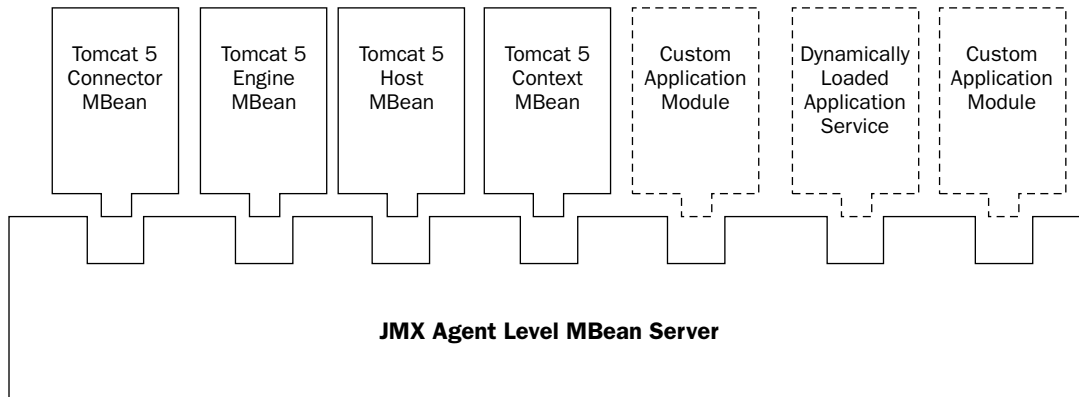 Tomcat 5
Connector
MBean
Tomcat 5
Engine
MBean
Tomcat 5
Host
MBean
Tomcat 5
Context
MBean
Custom
Application
Module
Dynamically
Loaded
Application
Service
Custom
Application
Module
JMX Agent Level MBean Server